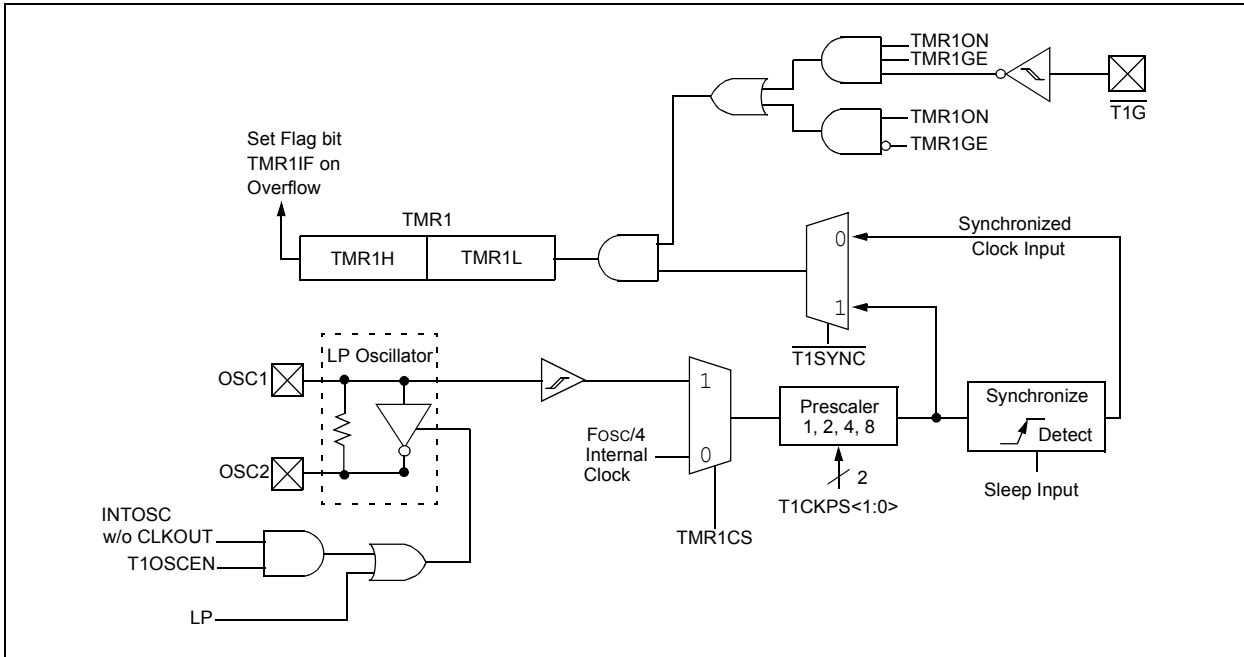 TMR1ON
TMR1GE
T1G
TMR1ON
TMR1GE
Set Flag bit
TMR1IF on
Overflow
TMR1
TMR1H
TMR1L
0
1
Synchronized
Clock Input
T1SYNC
LP Oscillator
OSC1
OSC2
1
0
FOSC/4
Internal
Clock
Prescaler
1, 2, 4, 8
2
T1CKPS<1:0>
Synchronize
Detect
Sleep Input
TMR1CS
INTOSC
w/o CLKOUT
T1OSCEN
LP